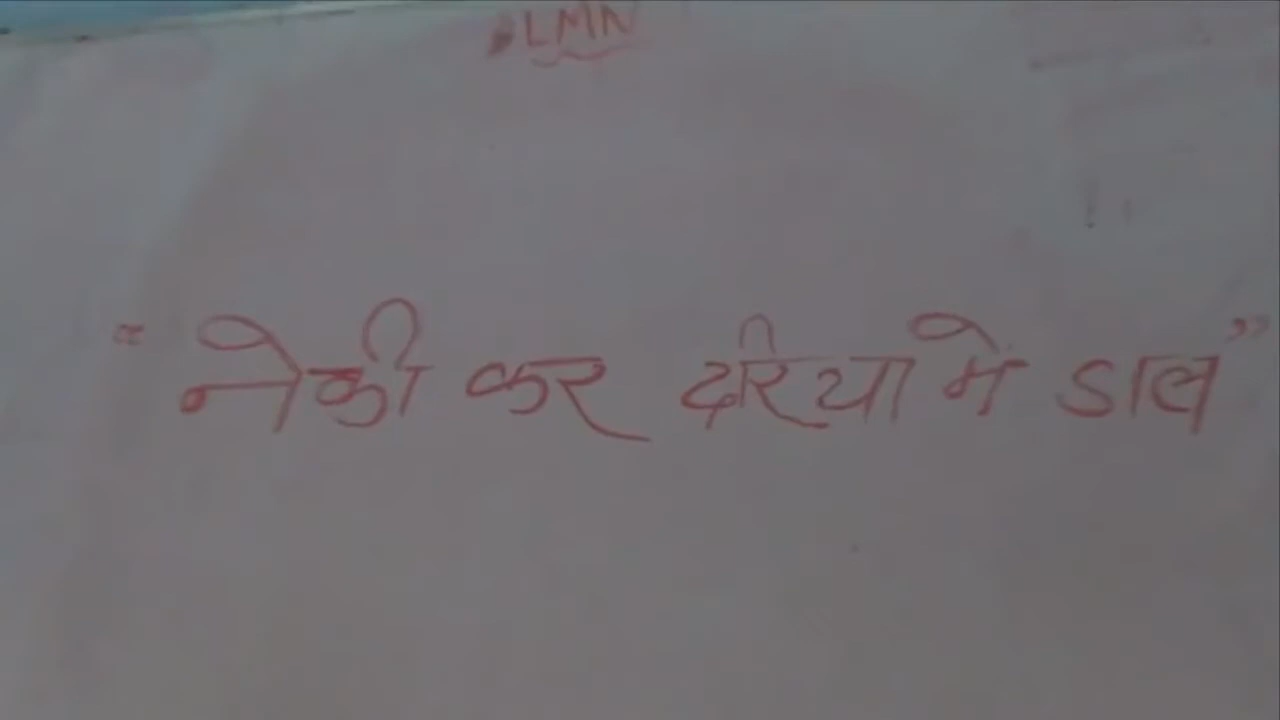 LMN
“नेकी कर दरिया में डाल”